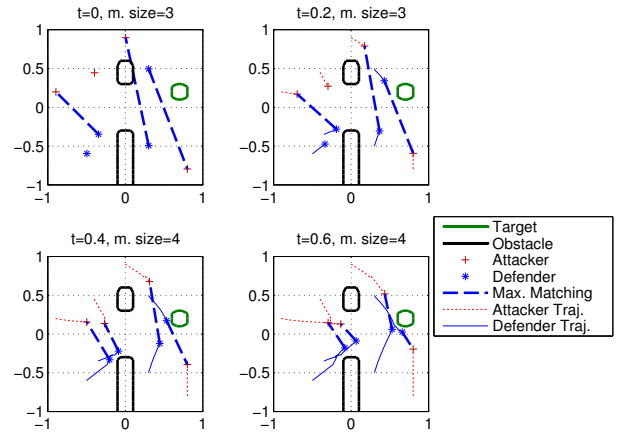 t=0, m. size=3
t=0.2, m. size=3
1
0.5
0
−0.5
−1
−1
0
1
1
0.5
0
−0.5
−1
−1
0
1
t=0.4, m. size=4
t=0.6, m. size=4
1
0.5
0
−0.5
−1
−1
0
1
1
0.5
0
−0.5
−1
−1
0
1
Target
Obstacle
Attacker
Defender
Max. Matching
Attacker Traj.
Defender Traj.